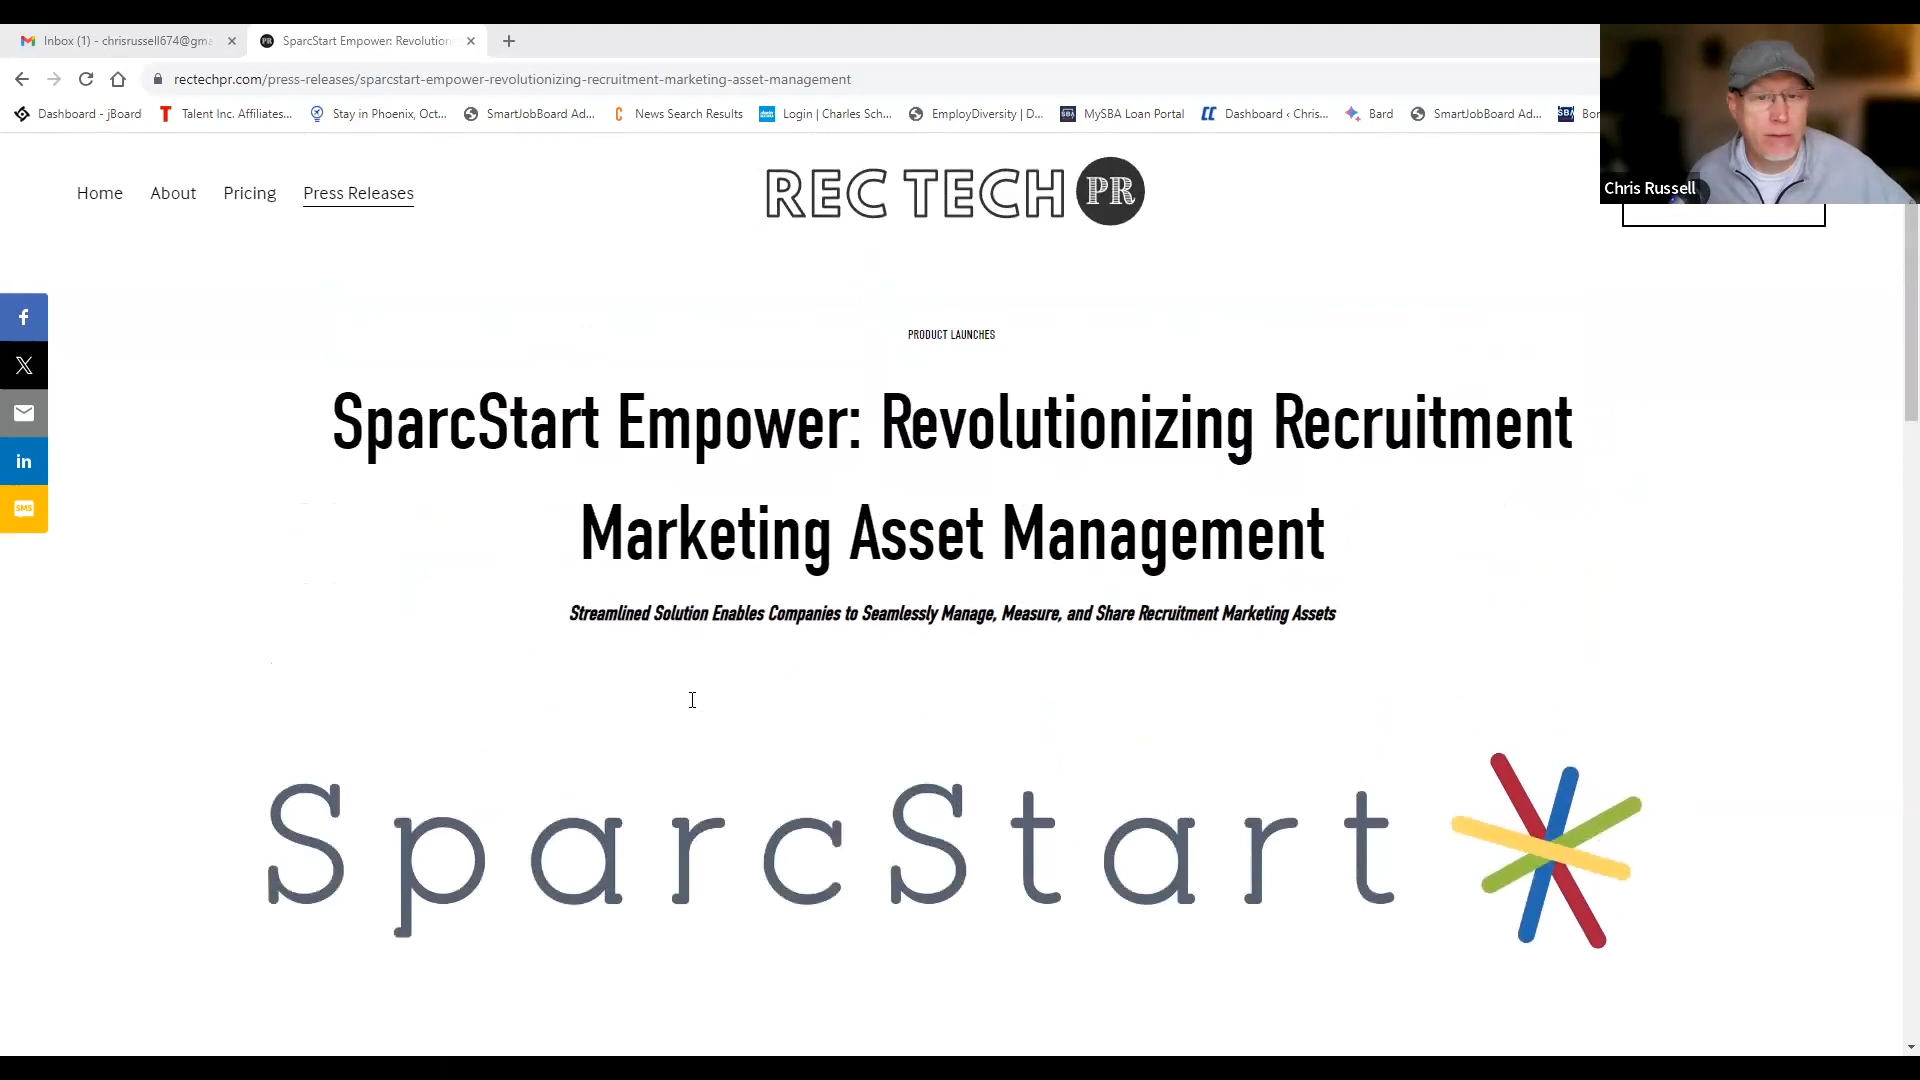 Inbox (1) - chrisrussell674@gma
SparcStart Empower: Revolution
rectechpr.com/press-releases/sparcstart-empower-revolutionizing-recruitment-marketing-asset-management
Dashboard - jBoard
Talent Inc. Affiliates...
Stay in Phoenix, Oct...
SmartJobBoard Ad...
News Search Results
Login | Charles Sch...
EmployDiversity | D...
MySBA Loan Portal
Dashboard ‹ Chris...
Bard
SmartJobBoard Ad...
Bor
Chris Russell
Home
About
Pricing
Press Releases
REC TECH PR
PRODUCT LAUNCHES
SparcStart Empower: Revolutionizing Recruitment
Marketing Asset Management
Streamlined Solution Enables Companies to Seamlessly Manage, Measure, and Share Recruitment Marketing Assets
SMS
SparcStart